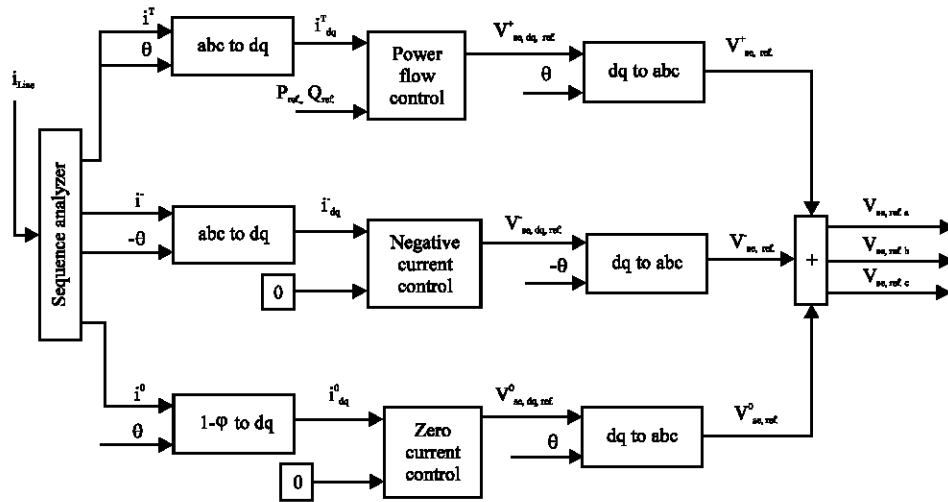 i_Line
Sequence analyzer
i^T
θ
abc to dq
i^T_dq
P_ref., Q_ref.
Power
flow
control
V^+_se, dq, ref.
θ
dq to abc
V^+_se, ref.
i^-
-θ
abc to dq
i^-_dq
0
Negative
current
control
V^-_se, dq, ref.
-θ
dq to abc
V^-_se, ref.
+
V_se, ref. a
V_se, ref. b
V_se, ref. c
i^0
θ
1-φ to dq
i^0_dq
0
Zero
current
control
V^0_se, dq, ref.
θ
dq to abc
V^0_se, ref.